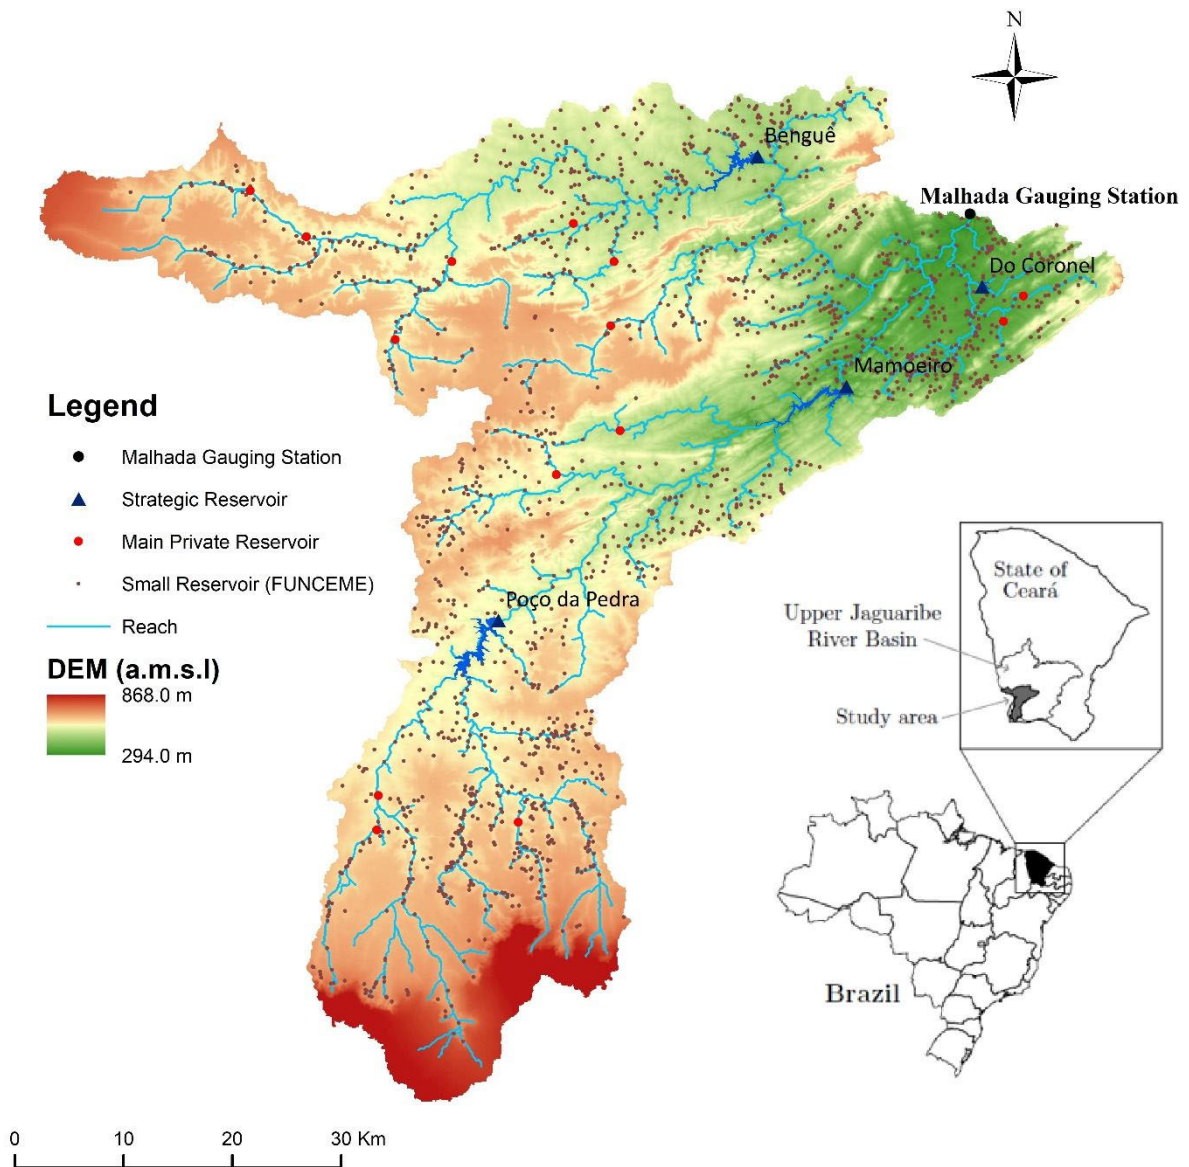 N
Benguê
Malhada Gauging Station
Do Coronel
Mamoeiro
Legend
Malhada Gauging Station
Strategic Reservoir
Main Private Reservoir
Small Reservoir (FUNCEME)
Reach
DEM (a.m.s.l)
868.0 m
294.0 m
Poço da Pedra
State of
Ceará
Upper Jaguaribe
River Basin
Study area
Brazil
0 10 20 30 Km